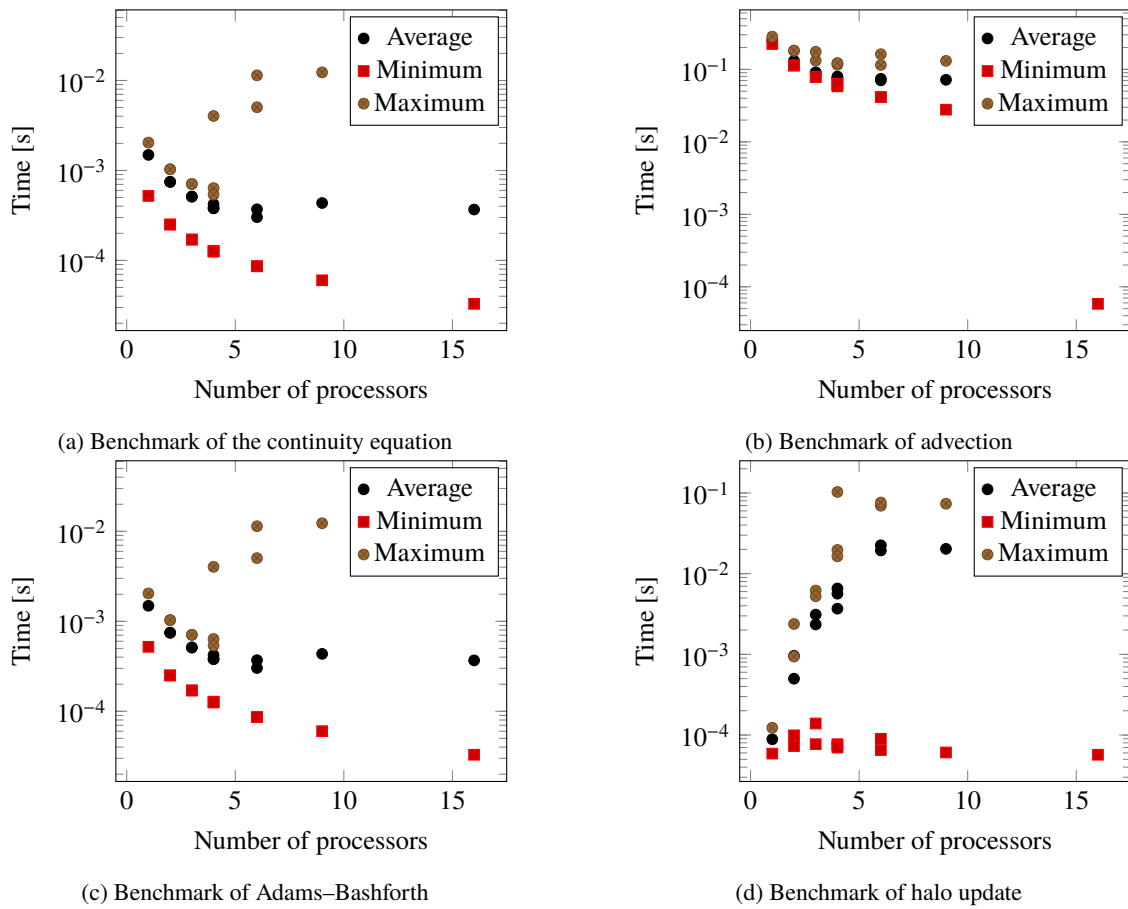 Average
Minimum
Maximum
10^−2
10^−3
10^−4
Time [s]
0 5 10 15
Number of processors
(a) Benchmark of the continuity equation
Average
Minimum
Maximum
10^−1
10^−2
10^−3
10^−4
Time [s]
0 5 10 15
Number of processors
(b) Benchmark of advection
Average
Minimum
Maximum
10^−2
10^−3
10^−4
Time [s]
0 5 10 15
Number of processors
(c) Benchmark of Adams–Bashforth
Average
Minimum
Maximum
10^−1
10^−2
10^−3
10^−4
Time [s]
0 5 10 15
Number of processors
(d) Benchmark of halo update